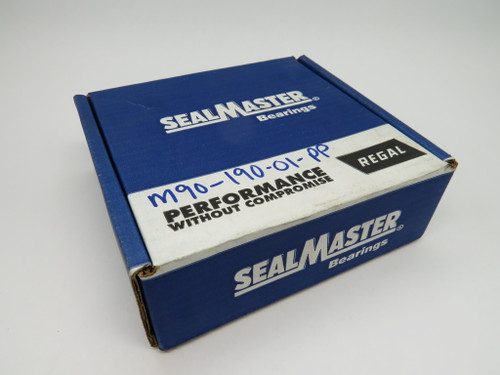 SEALMASTER®
Bearings
M90-190-01-PP
PERFORMANCE
WITHOUT COMPROMISE
REGAL
SEALMASTER®
Bearings